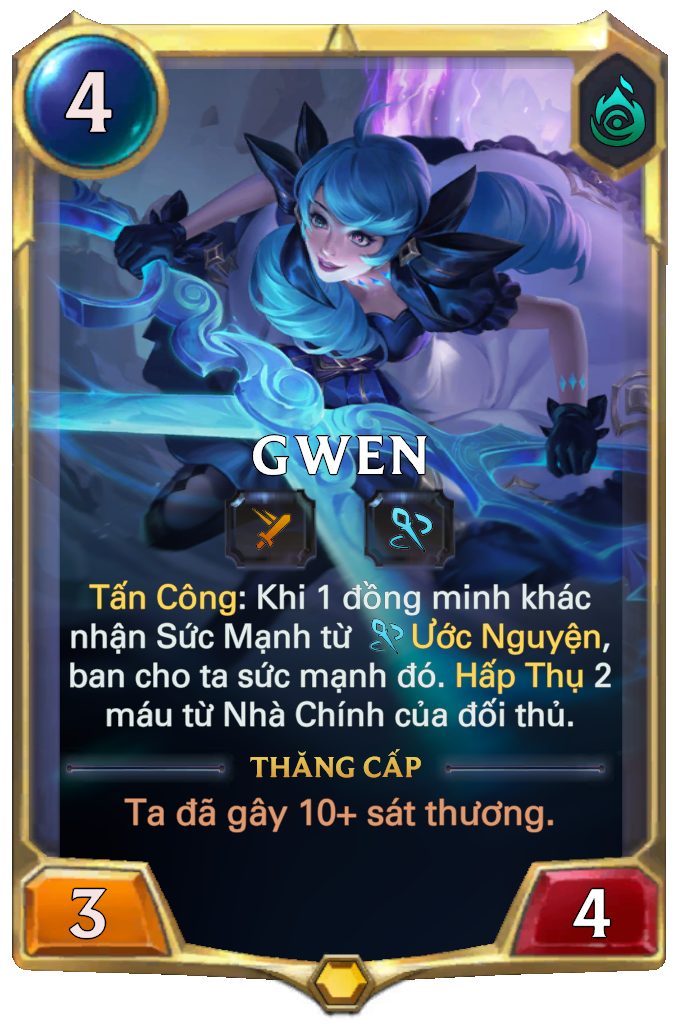 4
GWEN
Tấn Công: Khi 1 đồng minh khác
nhận Sức Mạnh từ Ước Nguyện,
ban cho ta sức mạnh đó. Hấp Thụ 2
máu từ Nhà Chính của đối thủ.
THĂNG CẤP
Ta đã gây 10+ sát thương.
3
4